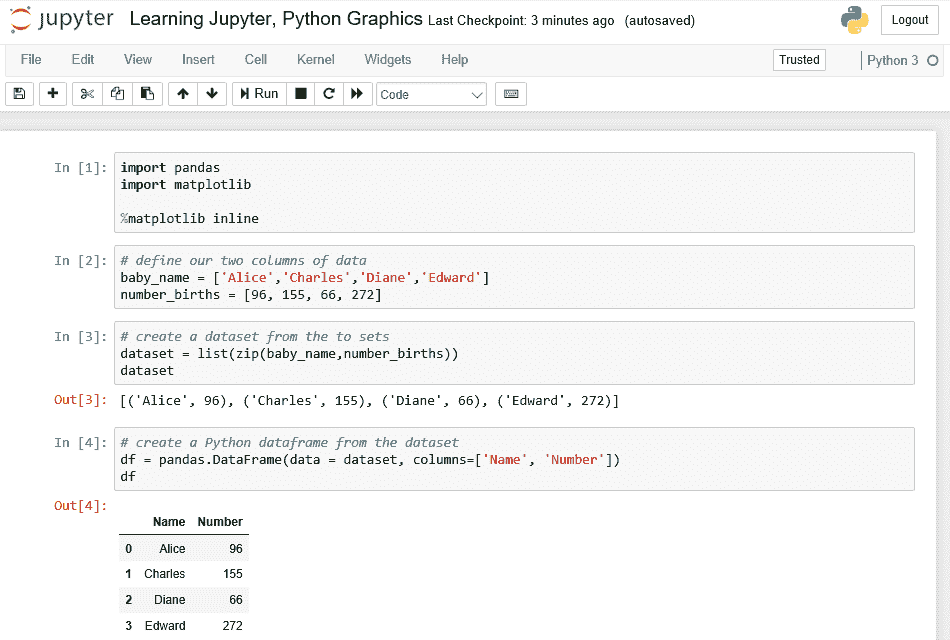 jupyter Learning Jupyter, Python Graphics Last Checkpoint: 3 minutes ago (autosaved) Logout
File Edit View Insert Cell Kernel Widgets Help Trusted Python 3
Run Code
In [1]: import pandas
import matplotlib
%matplotlib inline
In [2]: # define our two columns of data
baby_name = ['Alice','Charles','Diane','Edward']
number_births = [96, 155, 66, 272]
In [3]: # create a dataset from the to sets
dataset = list(zip(baby_name,number_births))
dataset
Out[3]: [('Alice', 96), ('Charles', 155), ('Diane', 66), ('Edward', 272)]
In [4]: # create a Python dataframe from the dataset
df = pandas.DataFrame(data = dataset, columns=['Name', 'Number'])
df
Out[4]:
Name Number
0 Alice 96
1 Charles 155
2 Diane 66
3 Edward 272